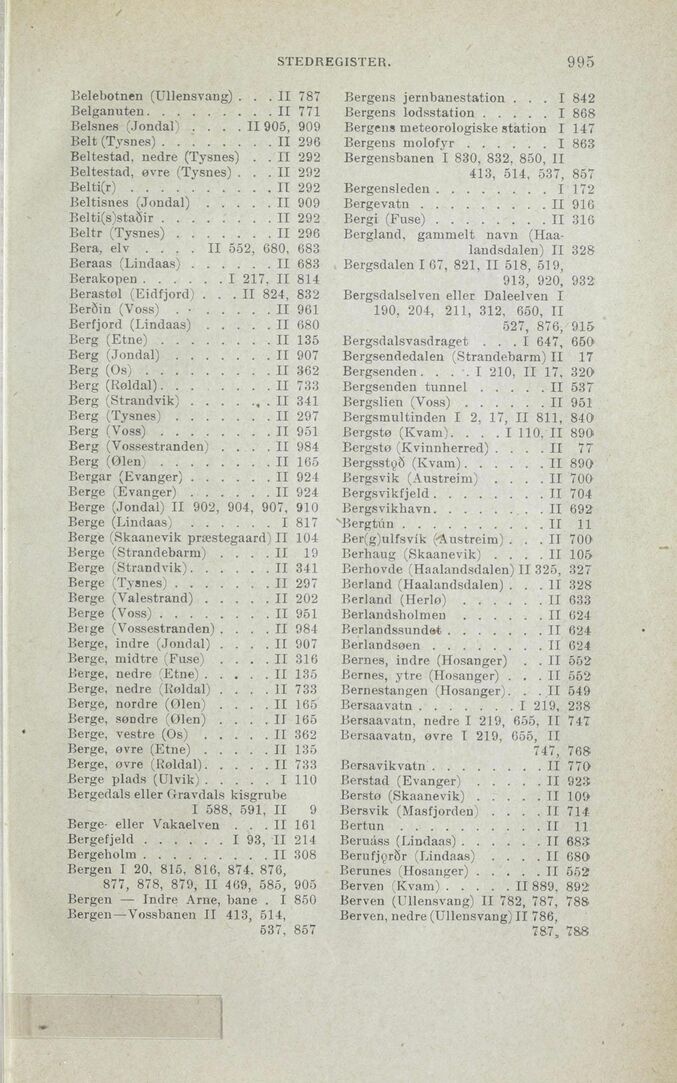 STEDREGISTER. 995
Belebotnen (Ullensvang) . . . II 787
Belganuten . . . . . . . . . II 771
Belsnes (Jondal) . . . . II 905, 909
Belt (Tysnes) . . . . . . . . II 296
Beltestad, nedre (Tysnes) . . II 292
Beltestad, øvre (Tysnes) . . . II 292
Belti(r) . . . . . . . . . . II 292
Beltisnes (Jondal) . . . . . II 909
Belti(s)staðir . . . . . . . . II 292
Beltr (Tysnes) . . . . . . . II 296
Bera, elv . . . . II 552, 680, 683
Beraas (Lindaas) . . . . . . II 683
Berakopen . . . . . . I 217, II 814
Berastøl (Eidfjord) . . . II 824, 832
Berðin (Voss) . . . . . . . II 961
Berfjord (Lindaas) . . . . . II 680
Berg (Etne) . . . . . . . . II 135
Berg (Jondal) . . . . . . . II 907
Berg (Os) . . . . . . . . . II 362
Berg (Røldal) . . . . . . . . II 733
Berg (Strandvik) . . . . . . . II 341
Berg (Tysnes) . . . . . . . II 297
Berg (Voss) . . . . . . . . II 951
Berg (Vossestranden) . . . . II 984
Berg (Ølen) . . . . . . . . II 165
Bergar (Evanger) . . . . . . II 924
Berge (Evanger) . . . . . . II 924
Berge (Jondal) II 902, 904, 907, 910
Berge (Lindaas) . . . . . . . I 817
Berge (Skaanevik præstegaard) II 104
Berge (Strandebarm) . . . . II 19
Berge (Strandvik) . . . . . . II 341
Berge (Tysnes) . . . . . . . II 297
Berge (Valestrand) . . . . . II 202
Berge (Voss) . . . . . . . . II 951
Berge (Vossestranden) . . . . II 984
Berge, indre (Jondal) . . . . II 907
Berge, midtre (Fuse) . . . . II 316
Berge, nedre (Etne) . . . . . II 135
Berge, nedre (Røldal) . . . . II 733
Berge, nordre (Ølen) . . . . II 165
Berge, søndre (Ølen) . . . . II 165
Berge, vestre (Os) . . . . . II 362
Berge, øvre (Etne) . . . . . II 135
Berge, øvre (Røldal) . . . . . II 733
Berge plads (Ulvik) . . . . . I 110
Bergedals eller Gravdals kisgrube
I 588, 591, II 9
Berge- eller Vakaelven . . . II 161
Bergefjeld . . . . . . I 93, II 214
Bergeholm . . . . . . . . . II 308
Bergen I 20, 815, 816, 874, 876,
877, 878, 879, II 469, 585, 905
Bergen — Indre Arne, bane . I 850
Bergen—Vossbanen II 413, 514,
537, 857
Bergens jernbanestation . . . I 842
Bergens lodsstation . . . . . I 868
Bergens meteorologiske station I 147
Bergens molofyr . . . . . . I 863
Bergensbanen I 830, 832, 850, II
413, 514, 537, 857
Bergensleden . . . . . . . . . I 172
Bergevatn . . . . . . . . . II 916
Bergi (Fuse) . . . . . . . . II 316
Bergland, gammelt navn (Haa-
landsdalen) II 328
Bergsdalen I 67, 821, II 518, 519,
913, 920, 932
Bergsdalselven eller Daleelven I
190, 204, 211, 312, 650, II
527, 876, 915
Bergsdalsvasdraget . . . I 647, 650
Bergsendedalen (Strandebarm) II 17
Bergsenden . . . . . I 210, II 17, 320
Bergsenden tunnel . . . . . II 537
Bergslien (Voss) . . . . . . II 951
Bergsmultinden I 2, 17, II 811, 840
Bergstø (Kvam) . . . . I 110, II 890
Bergstø (Kvinnherred) . . . . II 77
Bergsstǫð (Kvam) . . . . . . II 890
Bergsvik (Austreim) . . . . II 700
Bergsvikfjeld . . . . . . . . II 704
Bergsvikhavn . . . . . . . . II 692
Bergtún . . . . . . . . . . II 11
Ber(g)ulfsvík (Austreim) . . . II 700
Berhaug (Skaanevik) . . . . II 105
Berhovde (Haalandsdalen) II 325, 327
Berland (Haalandsdalen) . . . II 328
Berland (Herlø) . . . . . . II 633
Berlandsholmen . . . . . . II 624
Berlandssundet . . . . . . . II 624
Berlandsøen . . . . . . . . II 624
Bernes, indre (Hosanger) . . II 552
Bernes, ytre (Hosanger) . . . II 552
Bernestangen (Hosanger) . . . II 549
Bersaavatn . . . . . . . I 219, 238
Bersaavatn, nedre I 219, 655, II 747
Bersaavatn, øvre I 219, 655, II
747, 768
Bersavikvatn . . . . . . . . II 770
Berstad (Evanger) . . . . . II 923
Berstø (Skaanevik) . . . . . II 109
Bersvik (Masfjorden) . . . . II 714
Bertun . . . . . . . . . . II 11
Beruáss (Lindaas) . . . . . . II 683
Berufjǫrðr (Lindaas) . . . . II 680
Berunes (Hosanger) . . . . . II 552
Berven (Kvam) . . . . . II 889, 892
Berven (Ullensvang) II 782, 787, 788
Berven, nedre (Ullensvang) II 786,
787, 788